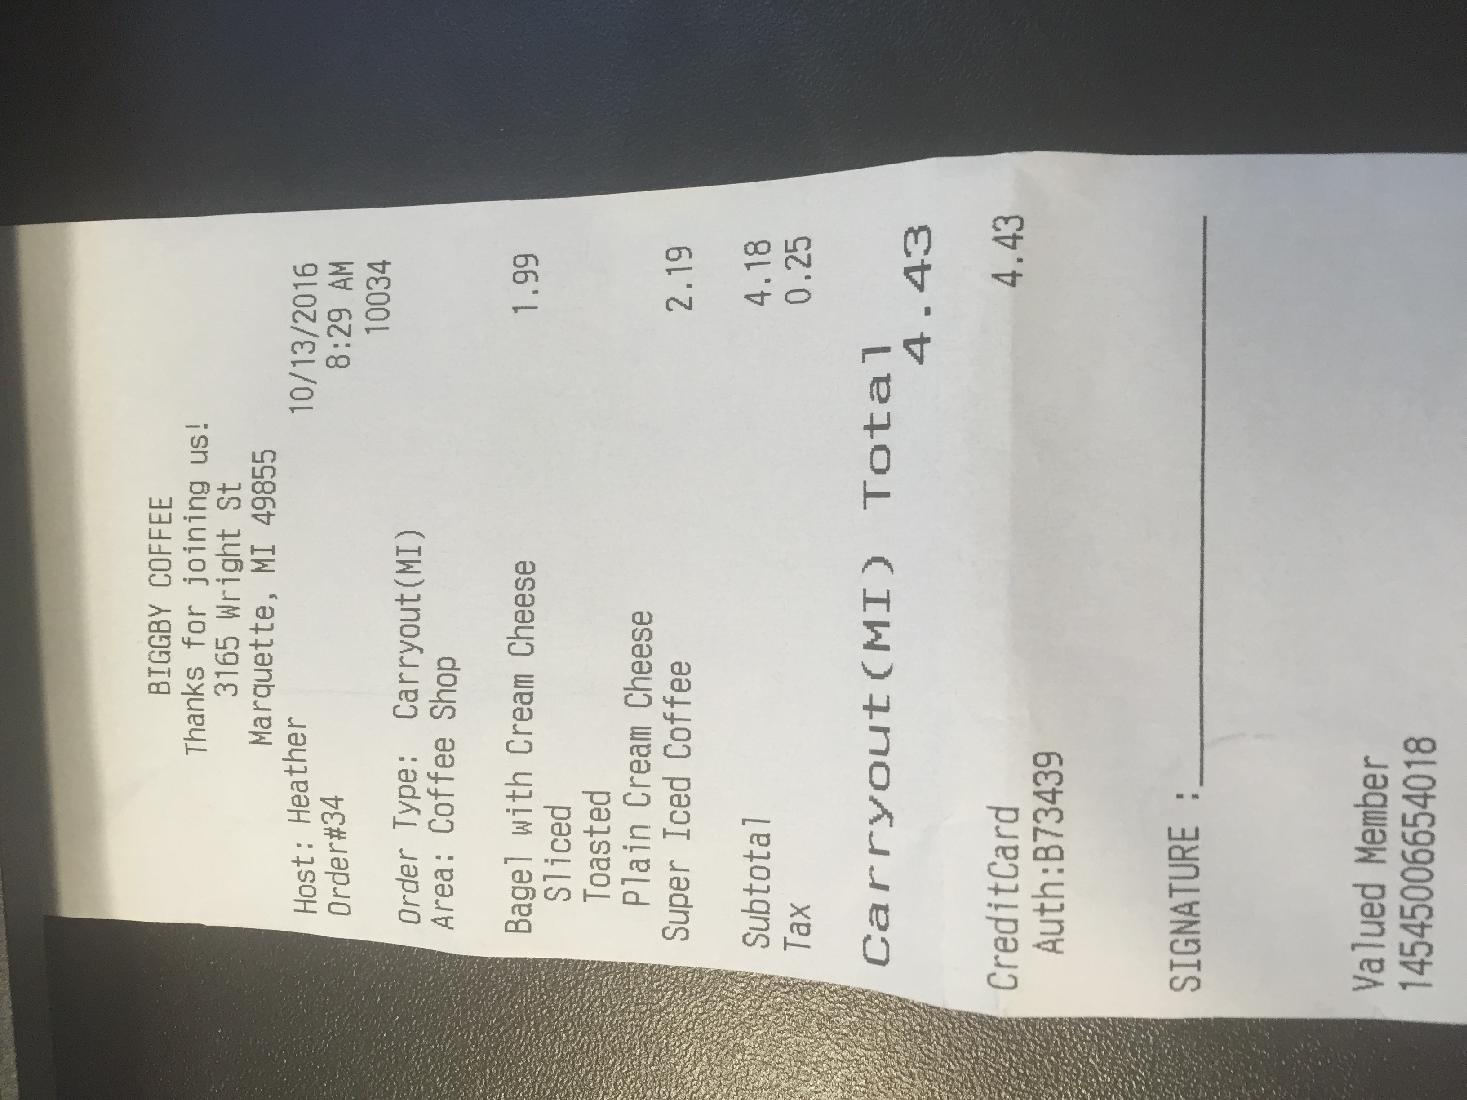 BIGGBY COFFEE
Thanks for joining us!
3165 Wright St
Marquette, MI 49855
Host: Heather 10/13/2016
Order#34 8:29 AM
10034
Order Type: Carryout(MI)
Area: Coffee Shop
Bagel with Cream Cheese 1.99
Sliced
Toasted
Plain Cream Cheese
Super Iced Coffee 2.19
Subtotal 4.18
Tax 0.25
Carryout(MI) Total
4.43
CreditCard 4.43
Auth:B73439
SIGNATURE :
Valued Member
1454500665401​8